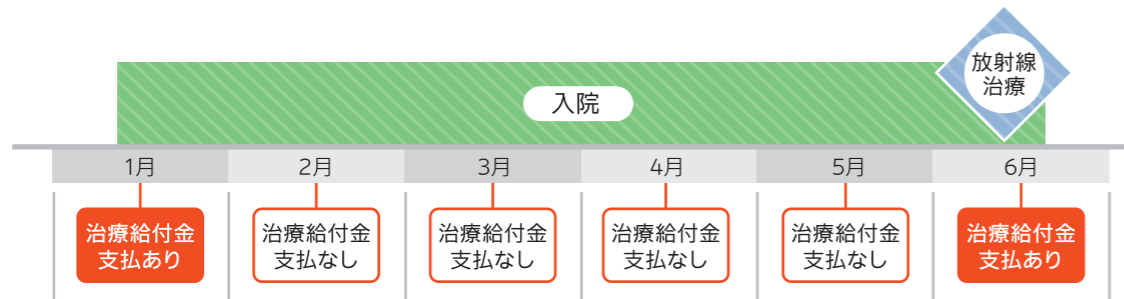 放射線
治療
入院
1月
2月
3月
4月
5月
6月
治療給付金
支払あり
治療給付金
支払なし
治療給付金
支払なし
治療給付金
支払なし
治療給付金
支払なし
治療給付金
支払あり